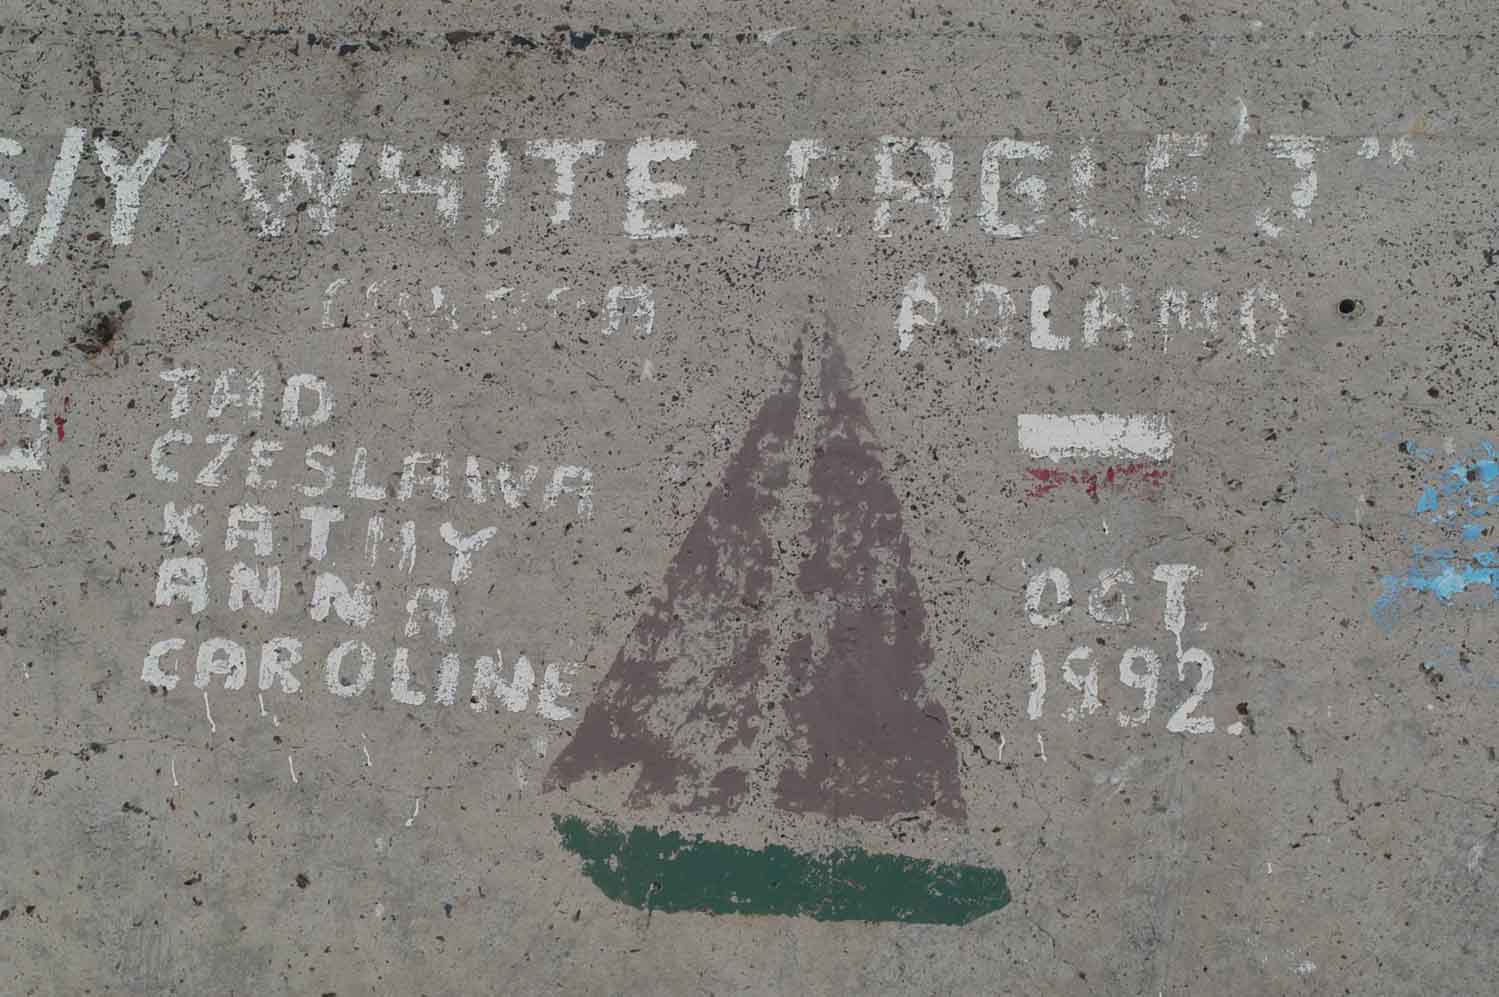 S/Y WHITE EAGLE'J"
POLAND
TAD
CZESLAWA
KATHY
ANNA
CAROLINE
OCT.
1992.